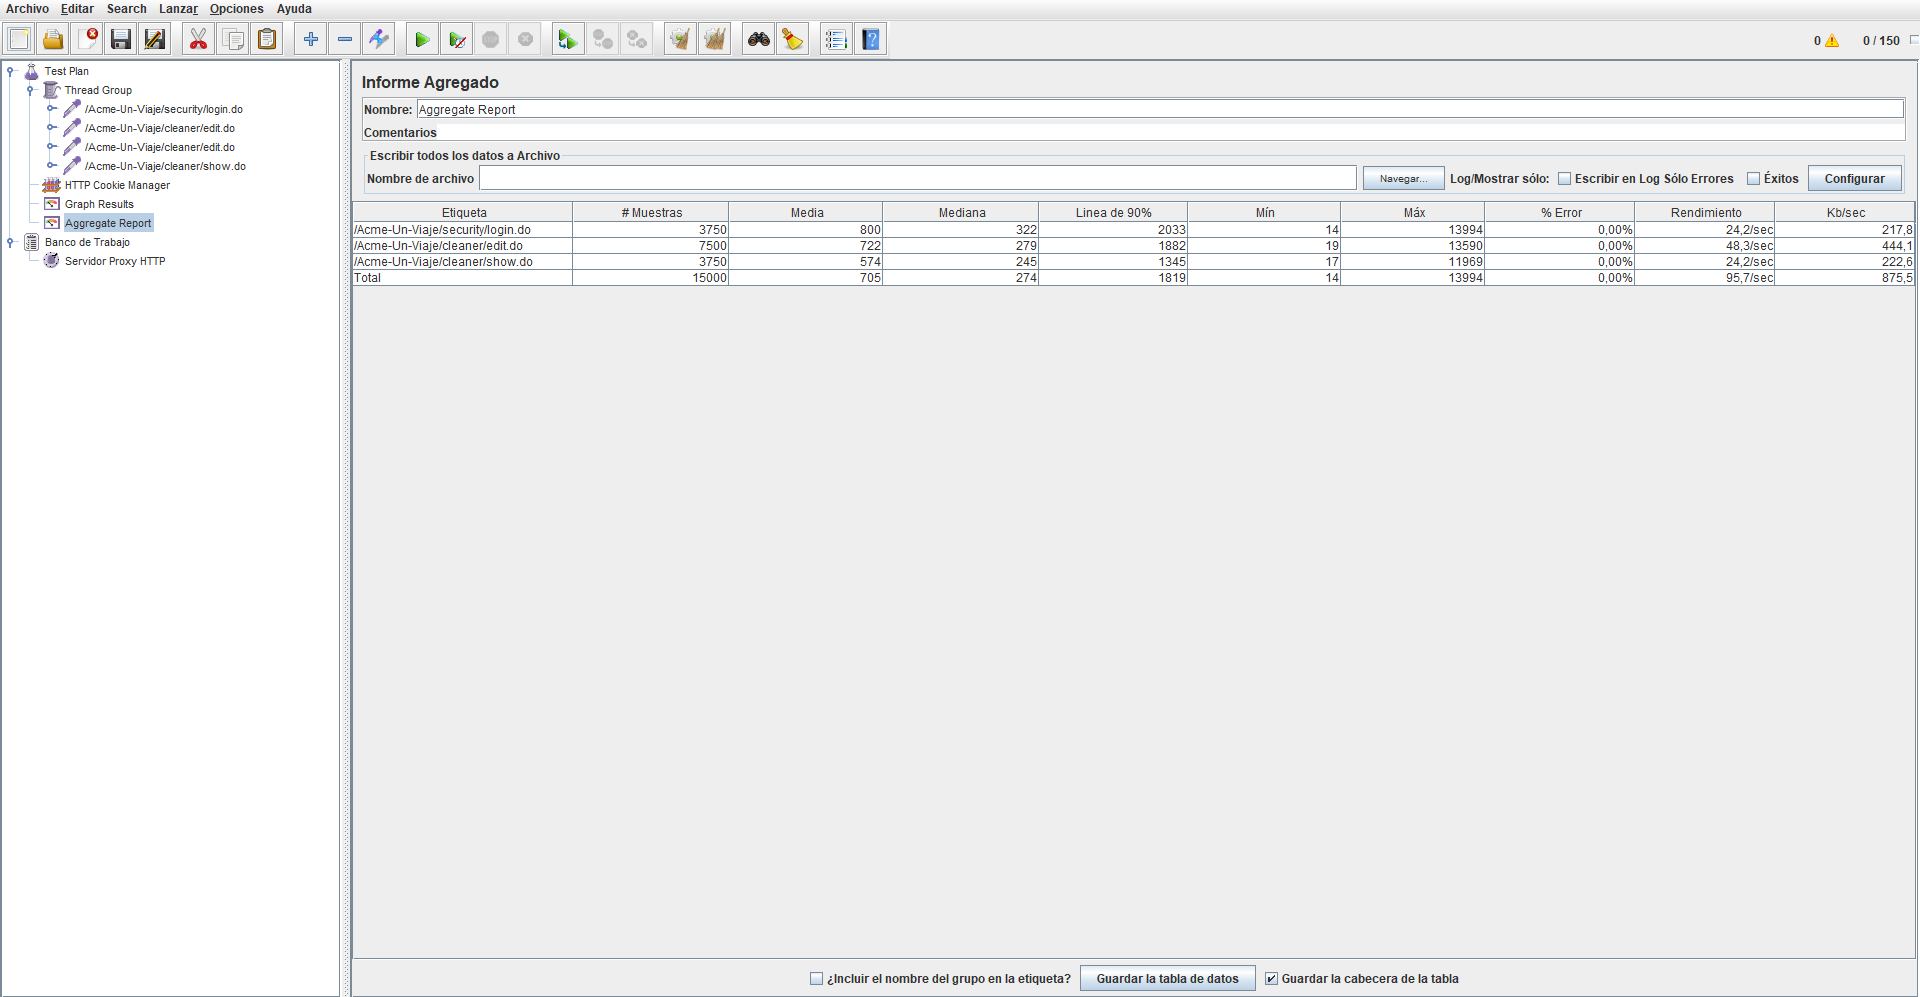 Archivo Editar Search Lanzar Opciones Ayuda
0 0 / 150
Test Plan
Thread Group
/Acme-Un-Viaje/security/login.do
/Acme-Un-Viaje/cleaner/edit.do
/Acme-Un-Viaje/cleaner/edit.do
/Acme-Un-Viaje/cleaner/show.do
HTTP Cookie Manager
Graph Results
Aggregate Report
Banco de Trabajo
Servidor Proxy HTTP
Informe Agregado
Nombre: Aggregate Report
Comentarios
Escribir todos los datos a Archivo
Nombre de archivo Navegar... Log/Mostrar sólo: Escribir en Log Sólo Errores Éxitos Configurar
Etiqueta # Muestras Media Mediana Linea de 90% Mín Máx % Error Rendimiento Kb/sec
/Acme-Un-Viaje/security/login.do 3750 800 322 2033 14 13994 0,00% 24,2/sec 217,8
/Acme-Un-Viaje/cleaner/edit.do 7500 722 279 1882 19 13590 0,00% 48,3/sec 444,1
/Acme-Un-Viaje/cleaner/show.do 3750 574 245 1345 17 11969 0,00% 24,2/sec 222,6
Total 15000 705 274 1819 14 13994 0,00% 95,7/sec 875,5
¿Incluir el nombre del grupo en la etiqueta? Guardar la tabla de datos Guardar la cabecera de la tabla